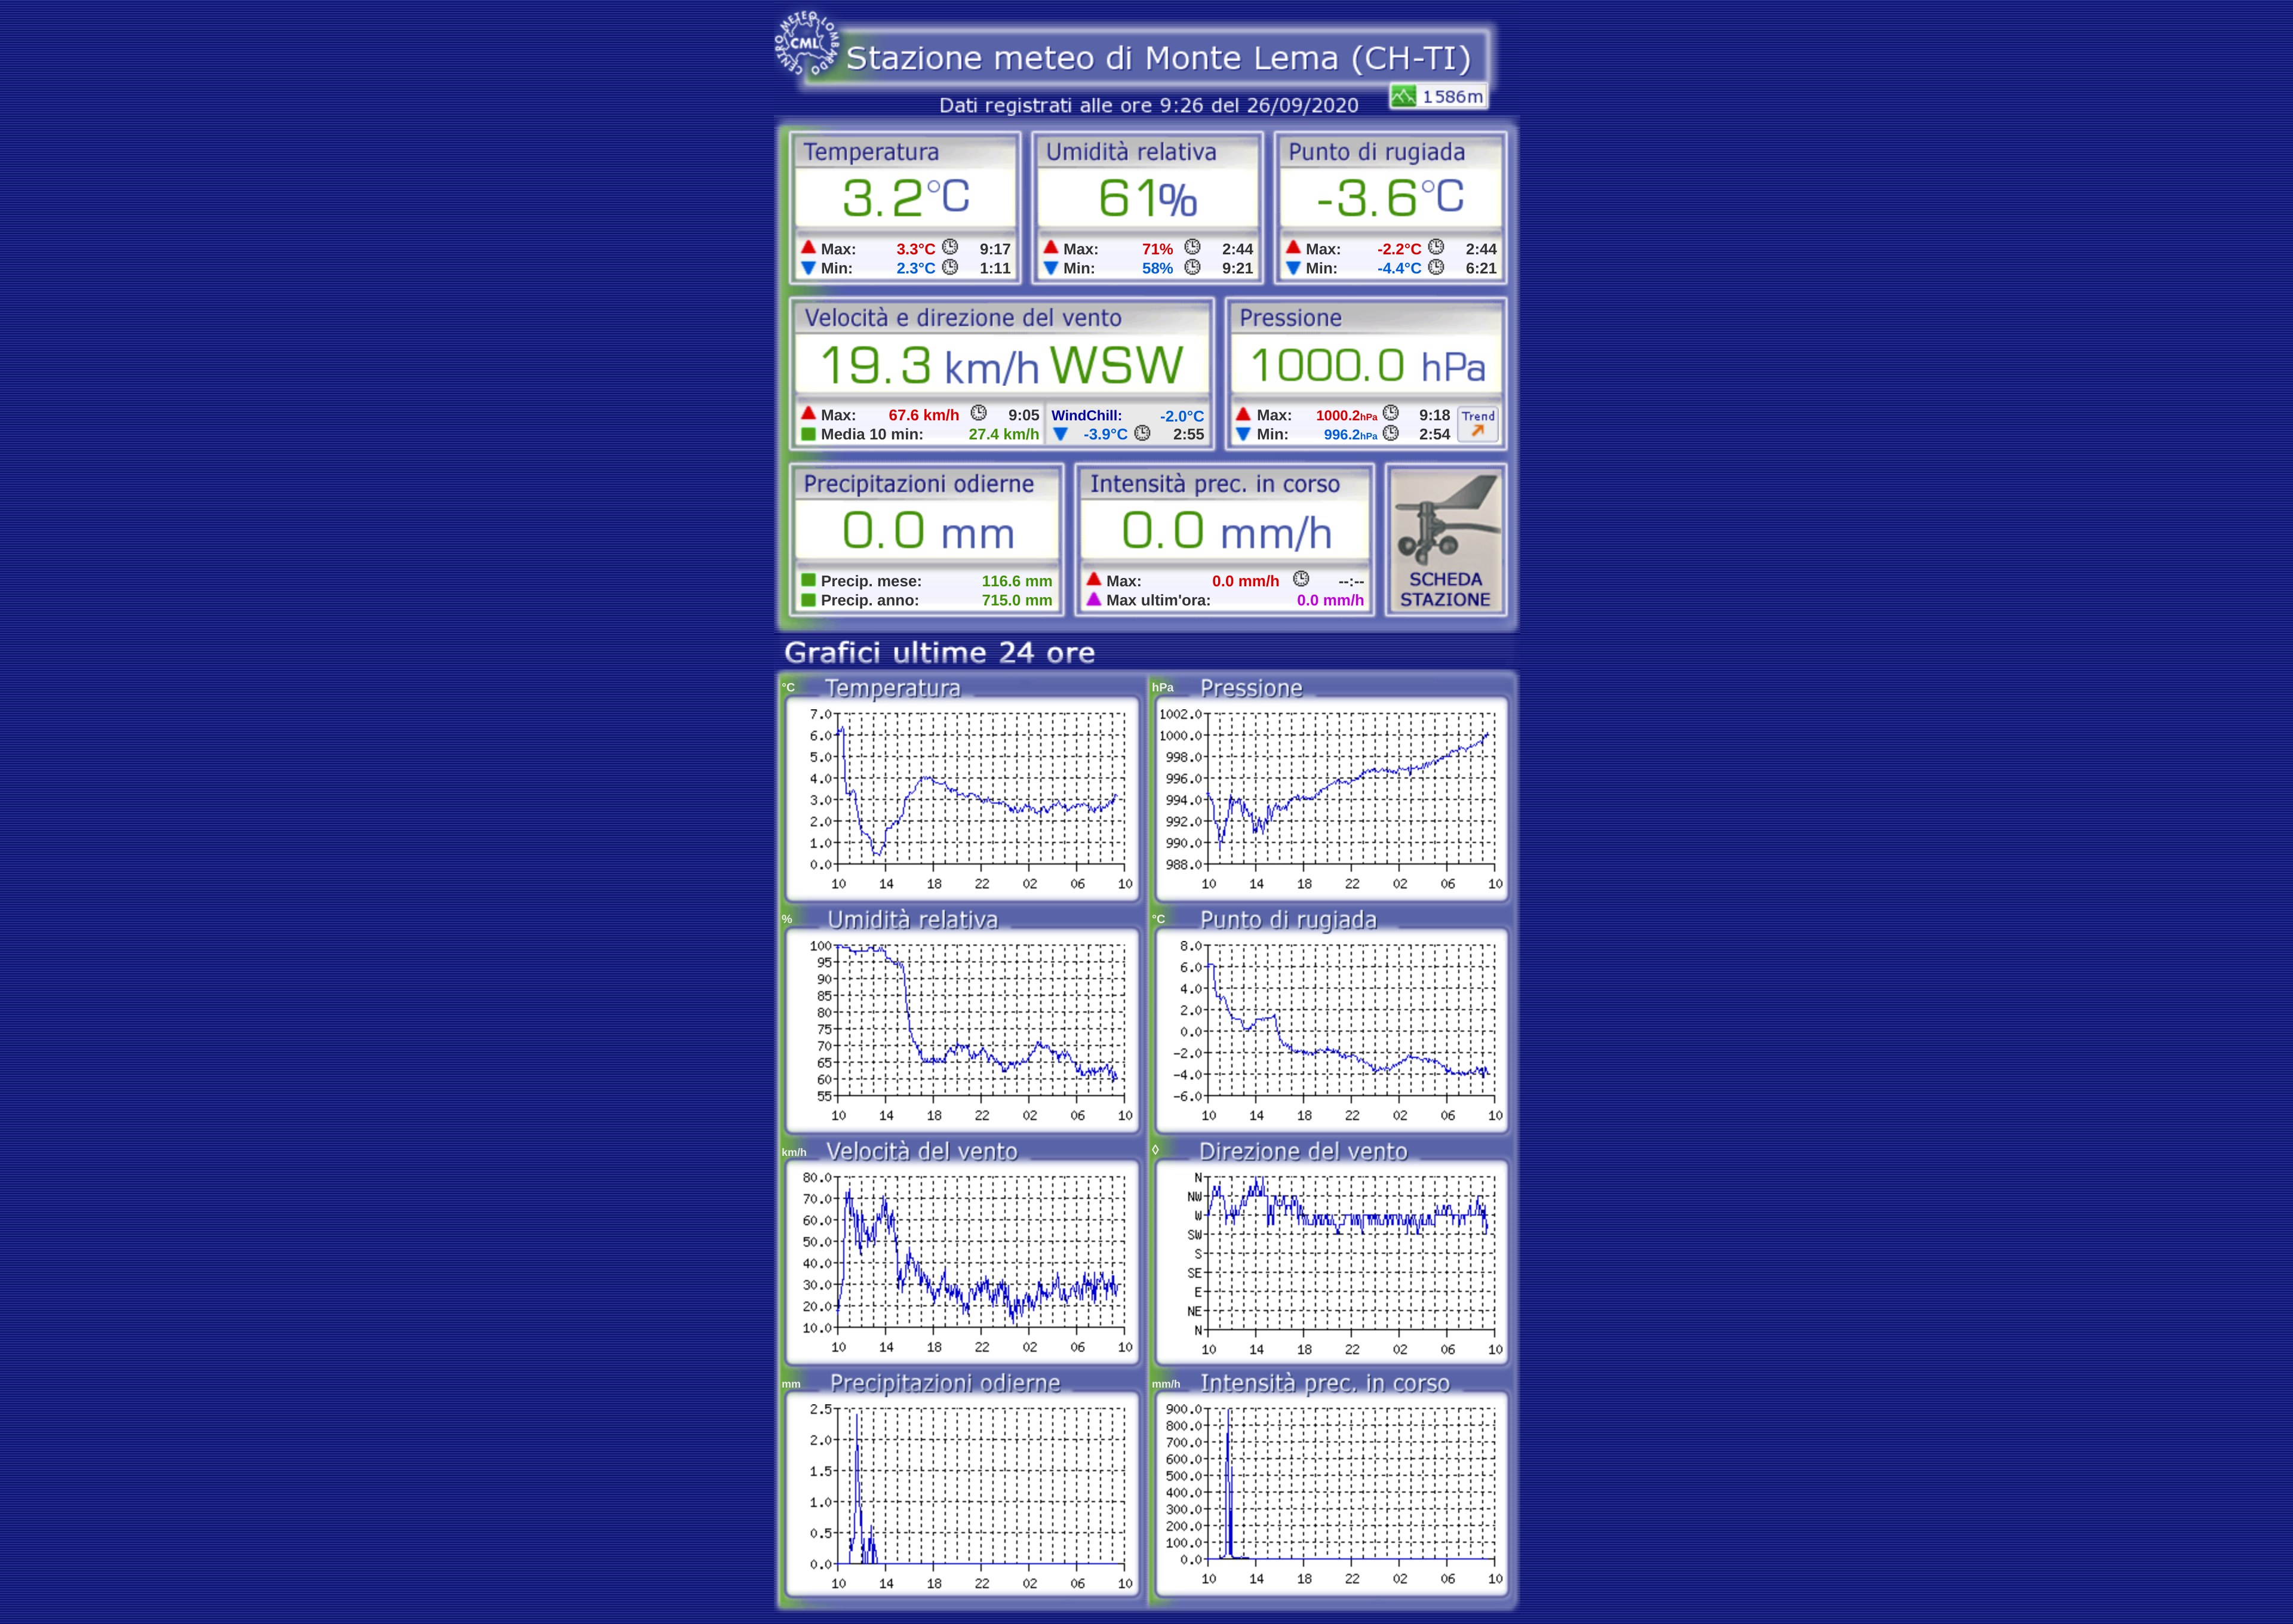 CENTRO METEO LOMBARDO
CML
Stazione meteo di Monte Lema (CH-TI)
1586m
Dati registrati alle ore 9:26 del 26/09/2020
Temperatura
3.2°C
Max: 3.3°C 9:17
Min: 2.3°C 1:11
Umidità relativa
61%
Max: 71% 2:44
Min: 58% 9:21
Punto di rugiada
-3.6°C
Max: -2.2°C 2:44
Min: -4.4°C 6:21
Velocità e direzione del vento
19.3 km/h WSW
Max: 67.6 km/h 9:05
Media 10 min: 27.4 km/h
WindChill: -2.0°C
-3.9°C 2:55
Pressione
1000.0 hPa
Max: 1000.2hPa 9:18
Min: 996.2hPa 2:54
Trend
Precipitazioni odierne
0.0 mm
Precip. mese: 116.6 mm
Precip. anno: 715.0 mm
Intensità prec. in corso
0.0 mm/h
Max: 0.0 mm/h --:--
Max ultim'ora: 0.0 mm/h
SCHEDA
STAZIONE
Grafici ultime 24 ore
°C Temperatura
7.0
6.0
5.0
4.0
3.0
2.0
1.0
0.0
10 14 18 22 02 06 10
hPa Pressione
1002.0
1000.0
998.0
996.0
994.0
992.0
990.0
988.0
10 14 18 22 02 06 10
% Umidità relativa
100
95
90
85
80
75
70
65
60
55
10 14 18 22 02 06 10
°C Punto di rugiada
8.0
6.0
4.0
2.0
0.0
-2.0
-4.0
-6.0
10 14 18 22 02 06 10
km/h Velocità del vento
80.0
70.0
60.0
50.0
40.0
30.0
20.0
10.0
10 14 18 22 02 06 10
◊ Direzione del vento
N
NW
W
SW
S
SE
E
NE
N
10 14 18 22 02 06 10
mm Precipitazioni odierne
2.5
2.0
1.5
1.0
0.5
0.0
10 14 18 22 02 06 10
mm/h Intensità prec. in corso
900.0
800.0
700.0
600.0
500.0
400.0
300.0
200.0
100.0
0.0
10 14 18 22 02 06 10